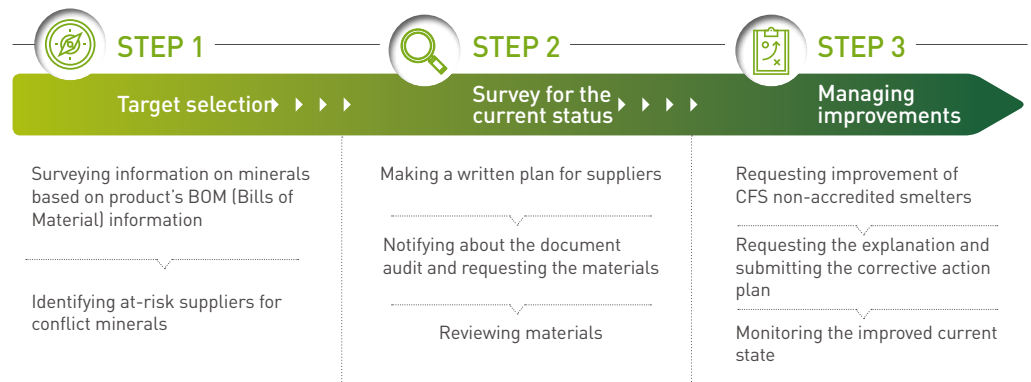 STEP 1
Target selection
Surveying information on minerals
based on product's BOM (Bills of
Material) information
Identifying at-risk suppliers for
conflict minerals
STEP 2
Survey for the
current status
Making a written plan for suppliers
Notifying about the document
audit and requesting the materials
Reviewing materials
STEP 3
Managing
improvements
Requesting improvement of
CFS non-accredited smelters
Requesting the explanation and
submitting the corrective action
plan
Monitoring the improved current
state